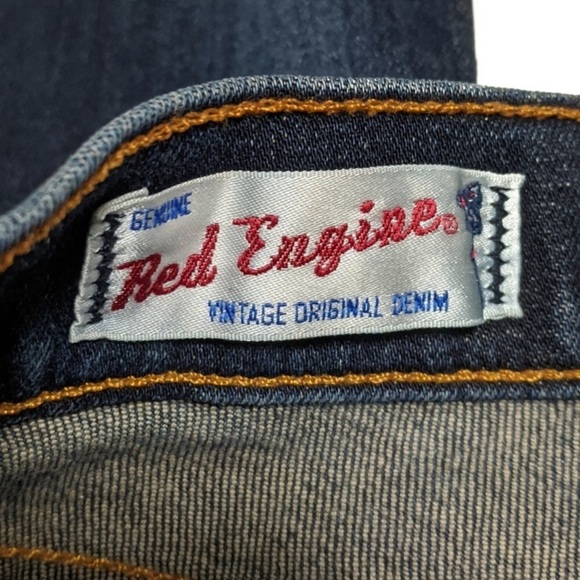 GENUINE
Red Engine®
VINTAGE ORIGINAL DENIM